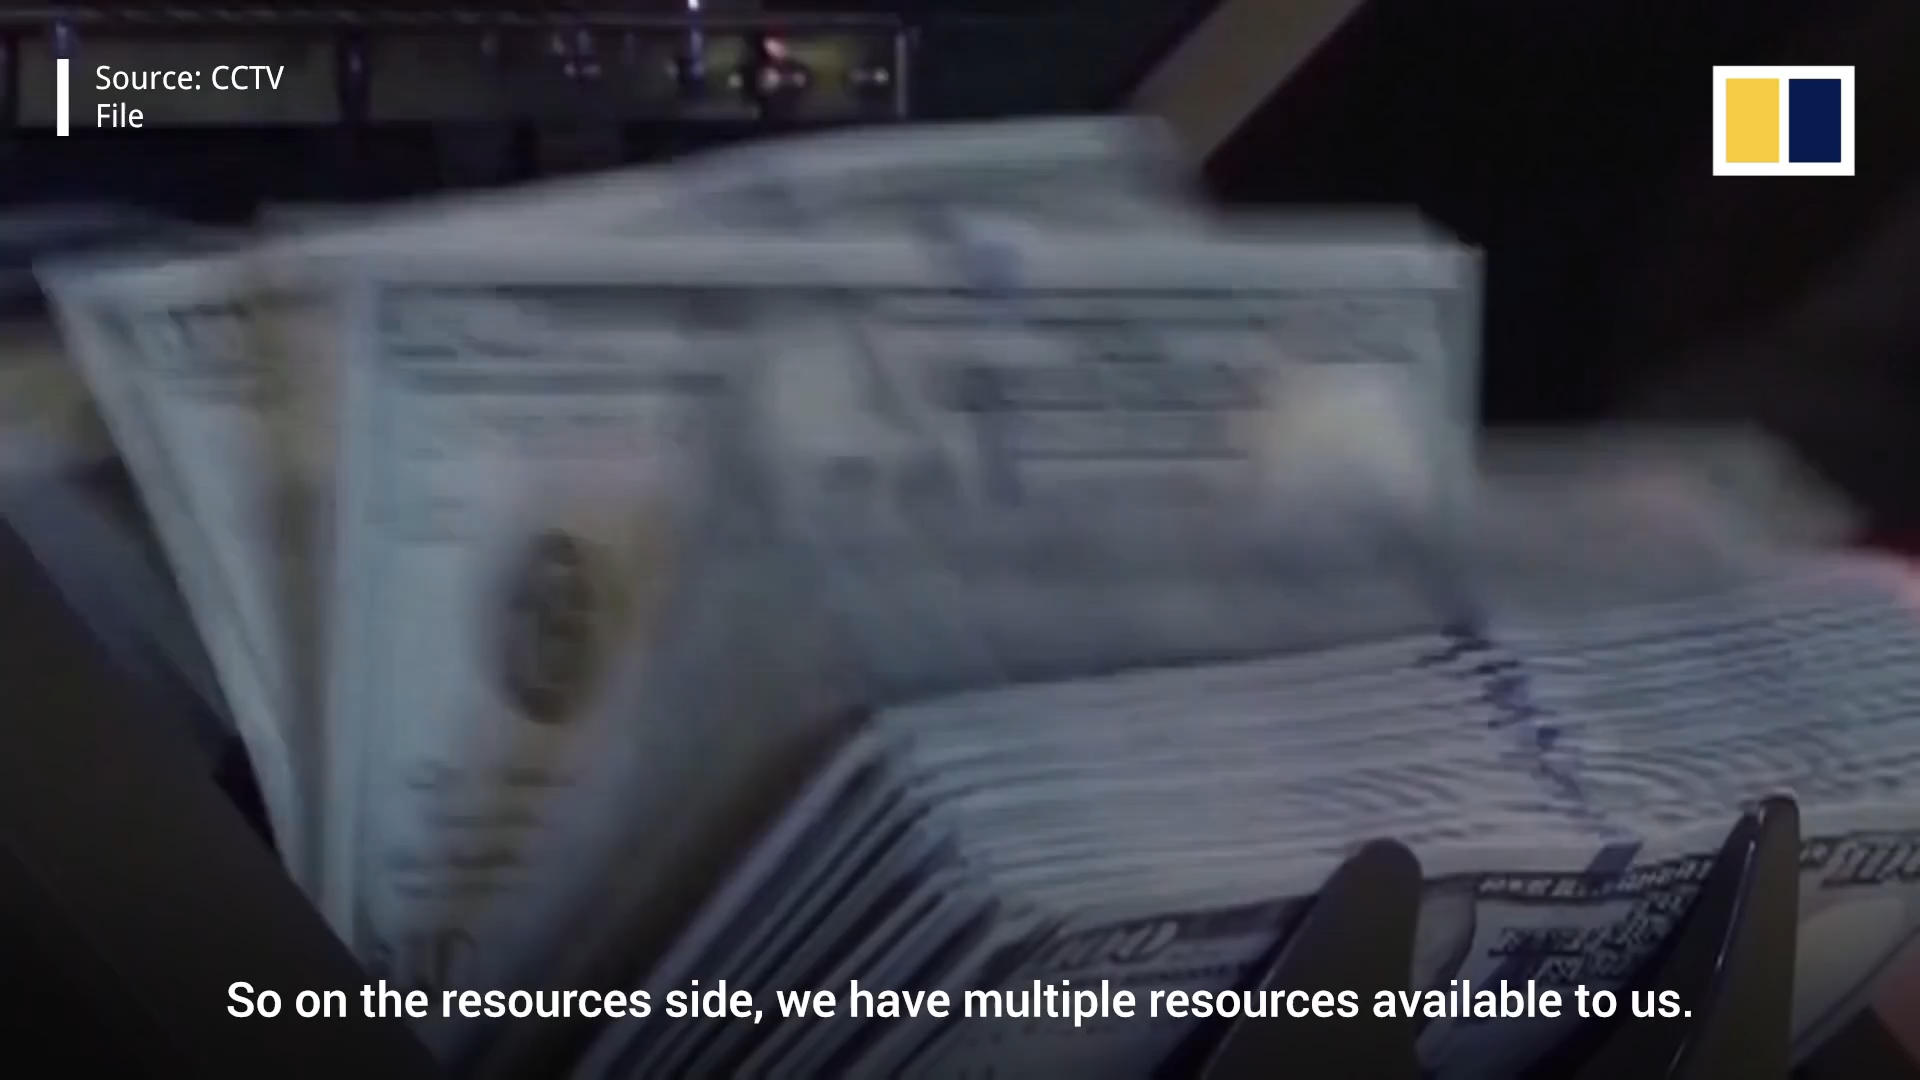 Source: CCTV
File
So on the resources side, we have multiple resources available to us.